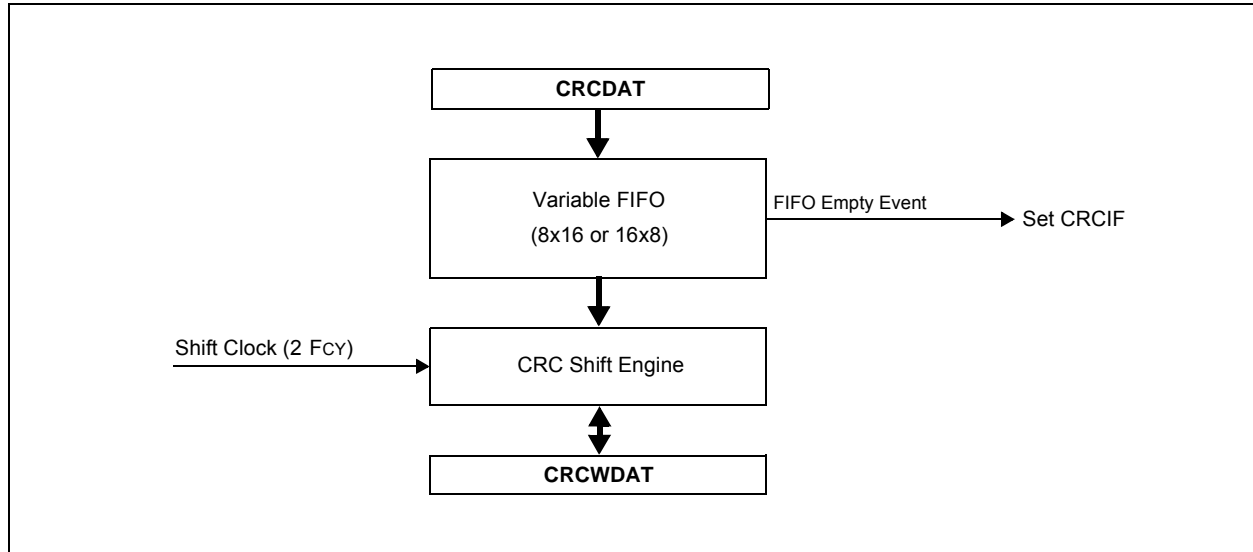 CRCDAT
Variable FIFO
(8x16 or 16x8)
FIFO Empty Event
Set CRCIF
Shift Clock (2 FCY)
CRC Shift Engine
CRCWDAT